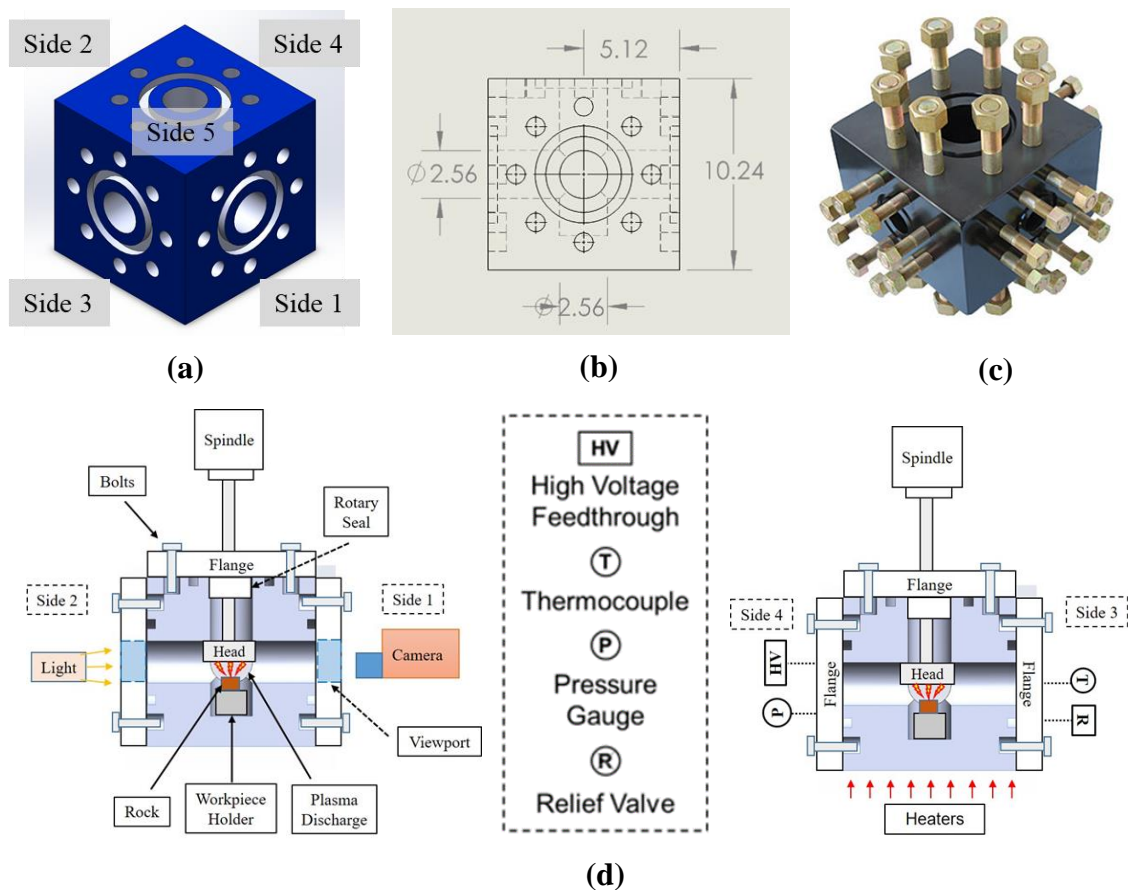 Side 2
Side 4
Side 5
Side 3
Side 1
(a)
5.12
∅2.56
10.24
∅2.56
(b)
(c)
Spindle
Bolts
Rotary
Seal
Flange
Side 2
Side 1
Light
Head
Camera
Viewport
Rock
Workpiece
Holder
Plasma
Discharge
HV
High Voltage
Feedthrough
T
Thermocouple
P
Pressure
Gauge
R
Relief Valve
Spindle
Flange
Side 4
Side 3
HV
Head
T
Flange
Flange
P
R
Heaters
(d)